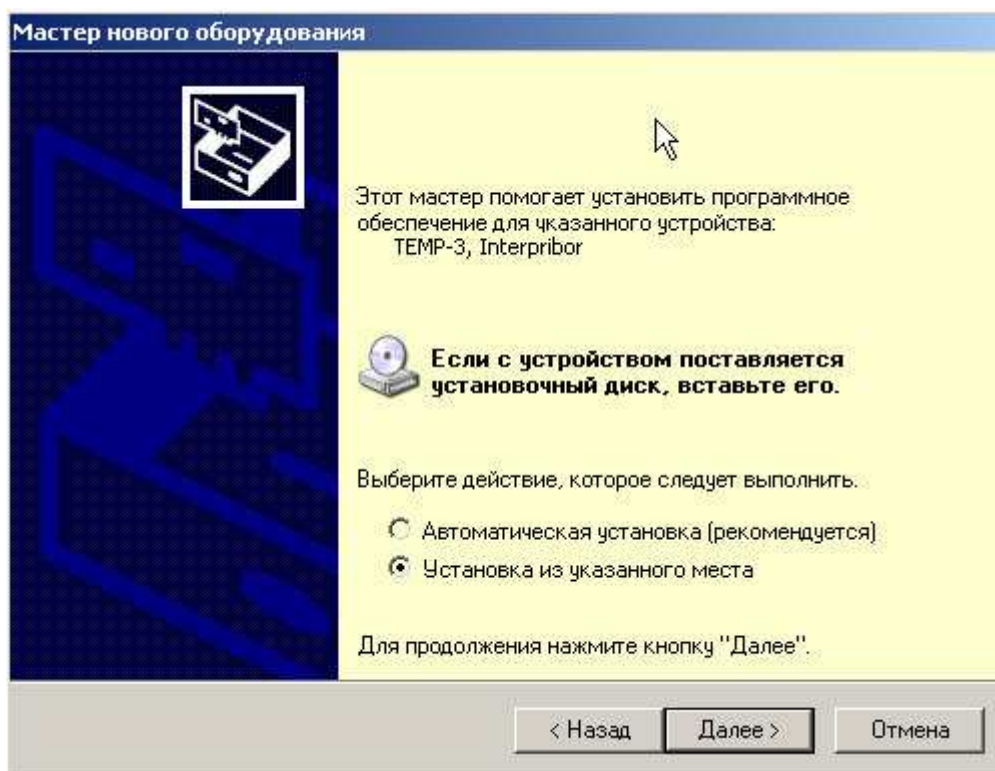 Мастер нового оборудования
Этот мастер помогает установить программное
обеспечение для указанного устройства:
TEMP-3, Interpribor
Если с устройством поставляется
установочный диск, вставьте его.
Выберите действие, которое следует выполнить.
Автоматическая установка (рекомендуется)
Установка из указанного места
Для продолжения нажмите кнопку "Далее".
< Назад
Далее >
Отмена